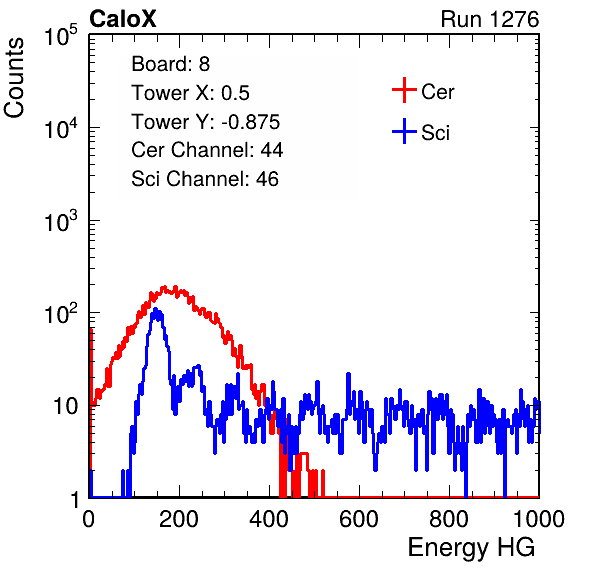 CaloX Run 1276
Counts
Board: 8
Tower X: 0.5
Tower Y: -0.875
Cer Channel: 44
Sci Channel: 46
Cer
Sci
10^5
10^4
10^3
10^2
10
1
0 200 400 600 800 1000
Energy HG